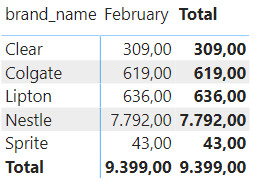 brand_name February Total
Clear 309,00 309,00
Colgate 619,00 619,00
Lipton 636,00 636,00
Nestle 7.792,00 7.792,00
Sprite 43,00 43,00
Total 9.399,00 9.399,00